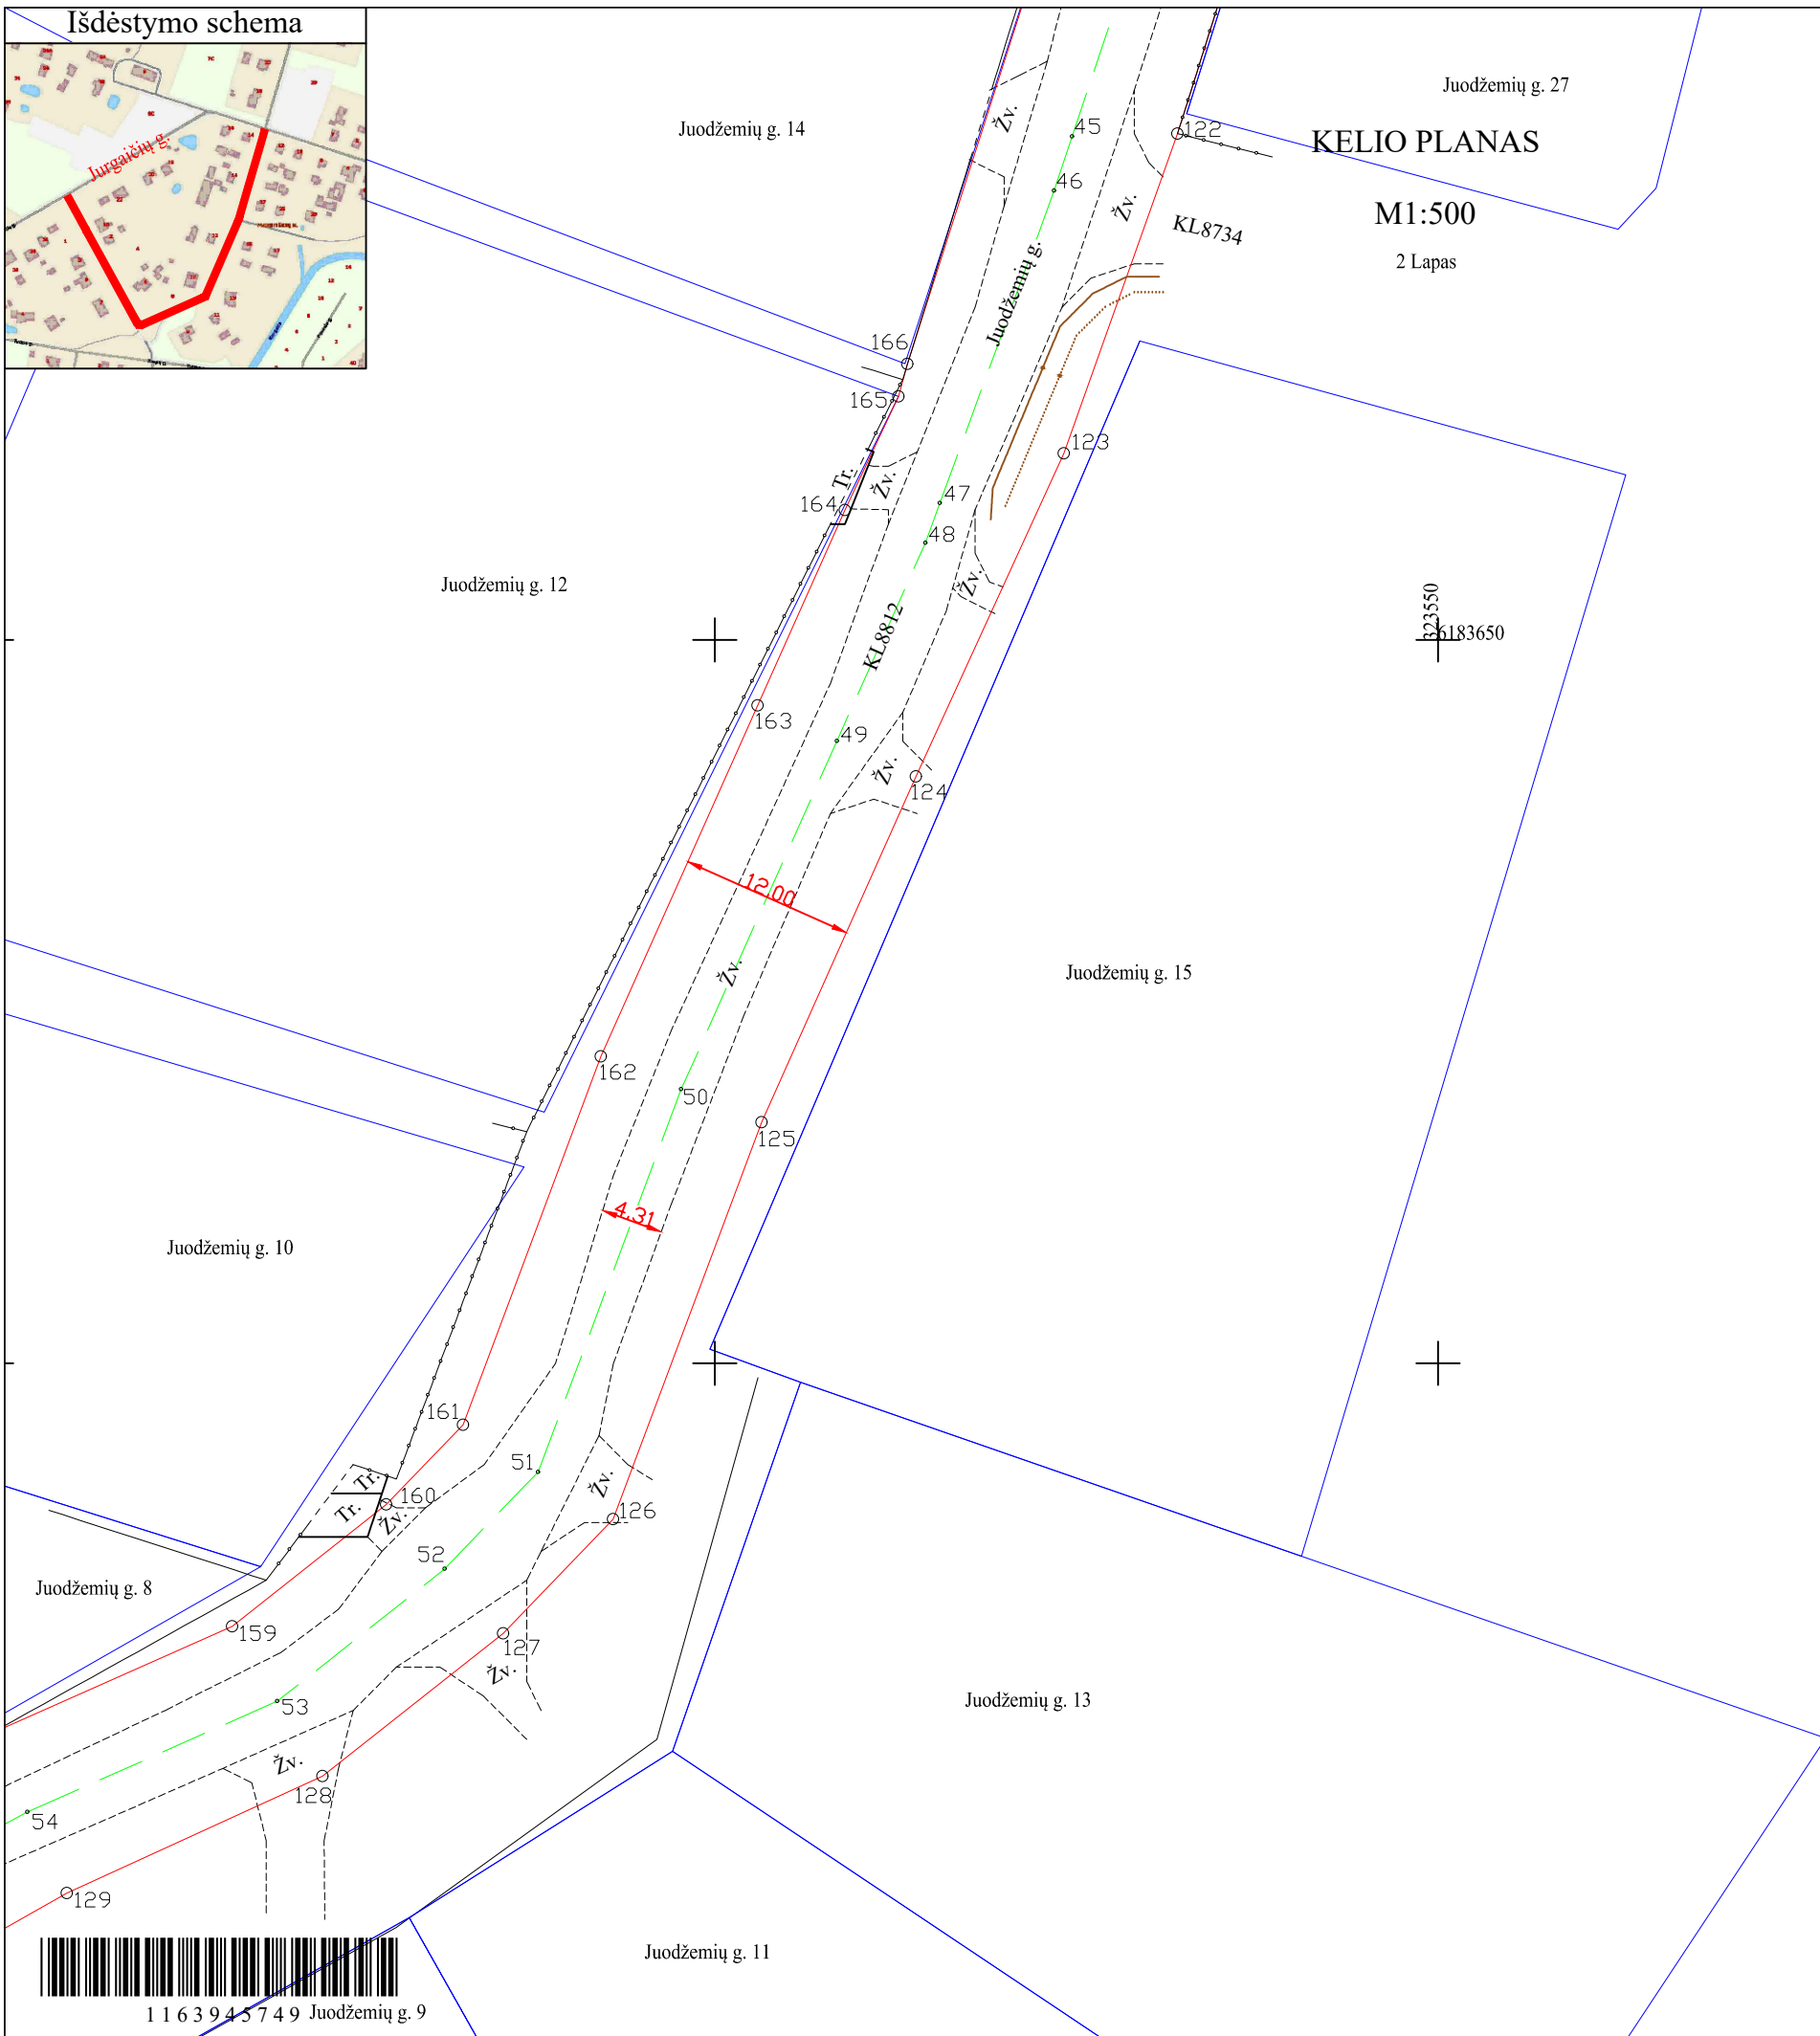 Išdėstymo schema
Jurgaičių g.
Juodžemių g. 14
Juodžemių g. 27
KELIO PLANAS
M1:500
2 Lapas
Žv.
45
122
46
Žv.
KL8734
Juodžemių g.
166
165
123
Tr.
Žv.
164
47
48
Juodžemių g. 12
Žv.
KL8812
323550
6183650
163
49
Žv.
124
12.00
Žv.
Juodžemių g. 15
162
50
125
4.31
Juodžemių g. 10
161
51
Tr.
Tr.
160
Žv.
Žv.
126
52
Juodžemių g. 8
159
127
Žv.
53
Juodžemių g. 13
Žv.
128
54
129
Juodžemių g. 11
1163945749
Juodžemių g. 9